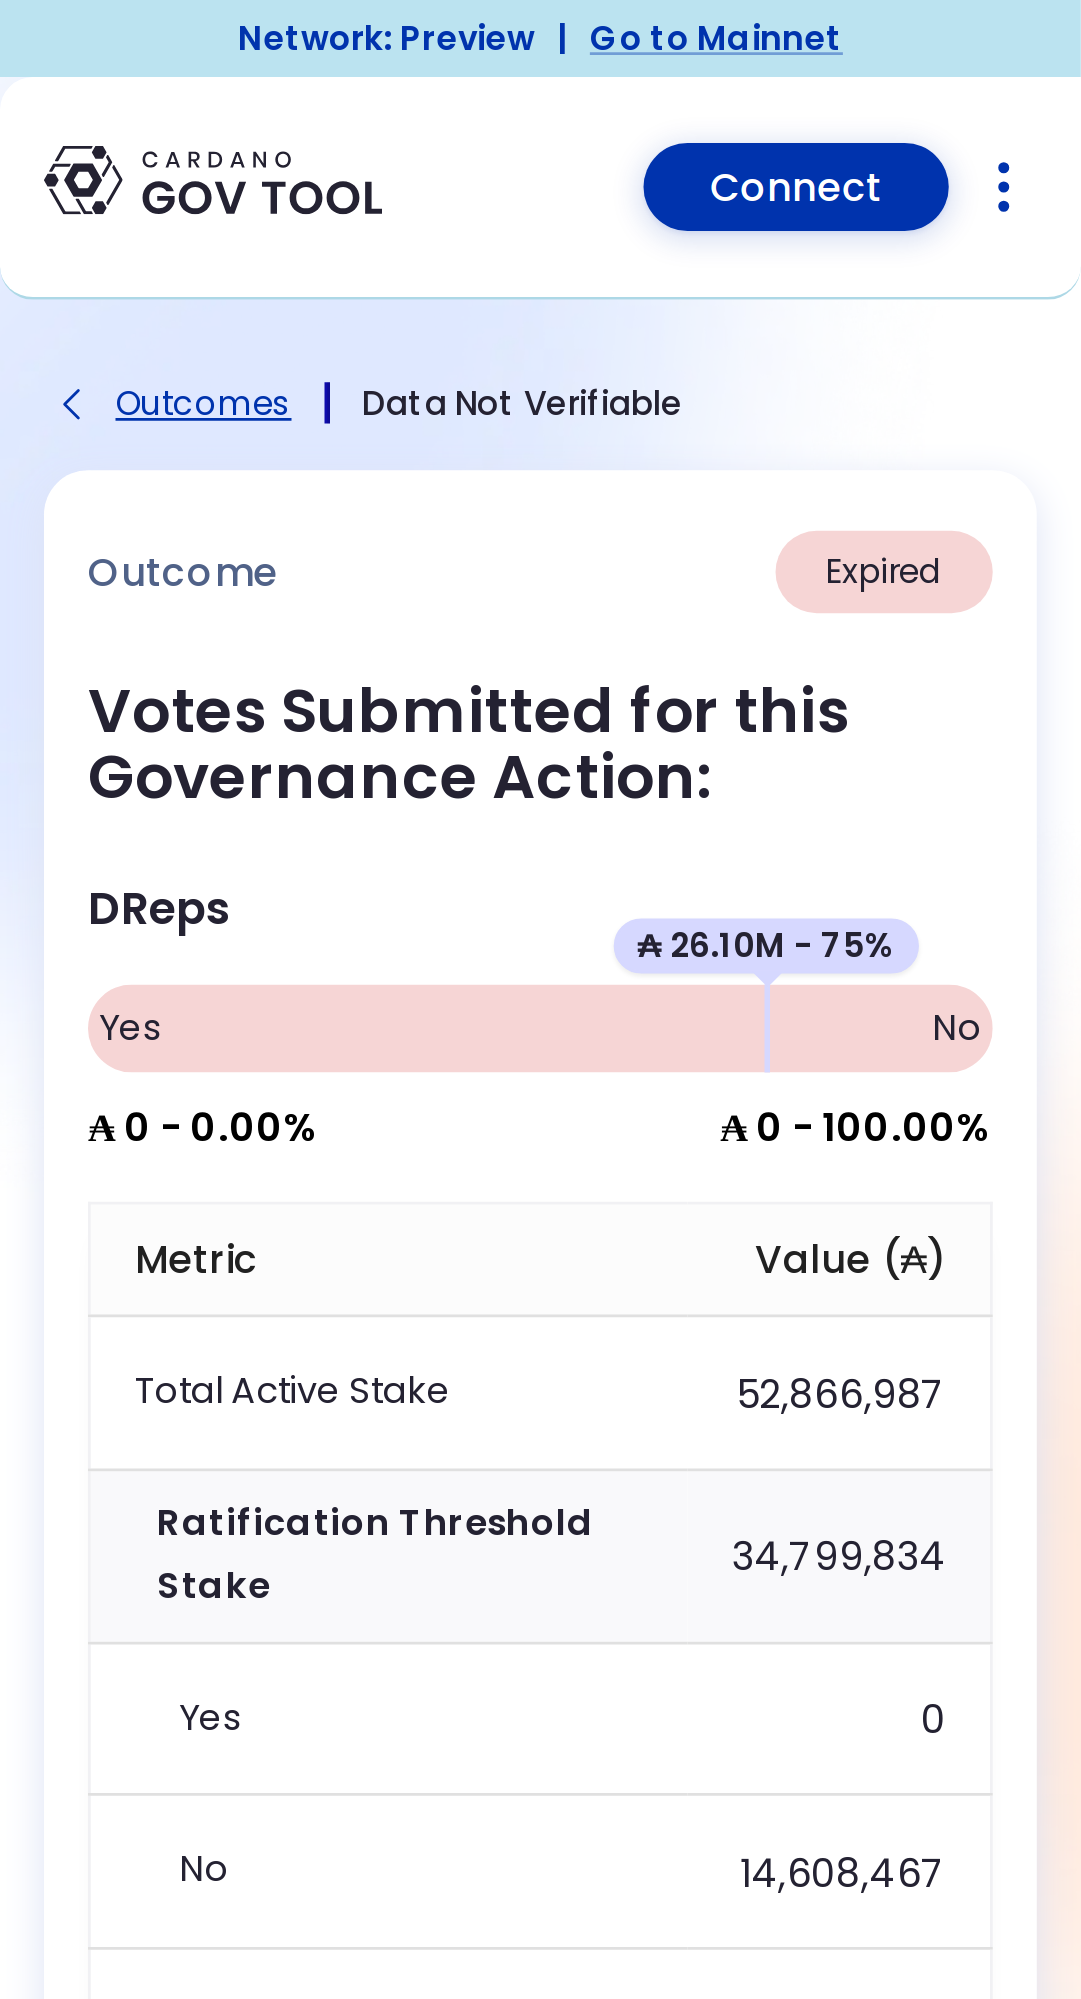 Network: Preview | Go to Mainnet
CARDANO
GOV TOOL
Connect
Outcomes | Data Not Verifiable
Outcome
Expired
Votes Submitted for this
Governance Action:
DReps
₳ 26.10M - 75%
Yes No
₳ 0 - 0.00% ₳ 0 - 100.00%
Metric Value (₳)
Total Active Stake 52,866,987
Ratification Threshold
Stake 34,799,834
Yes 0
No 14,608,467